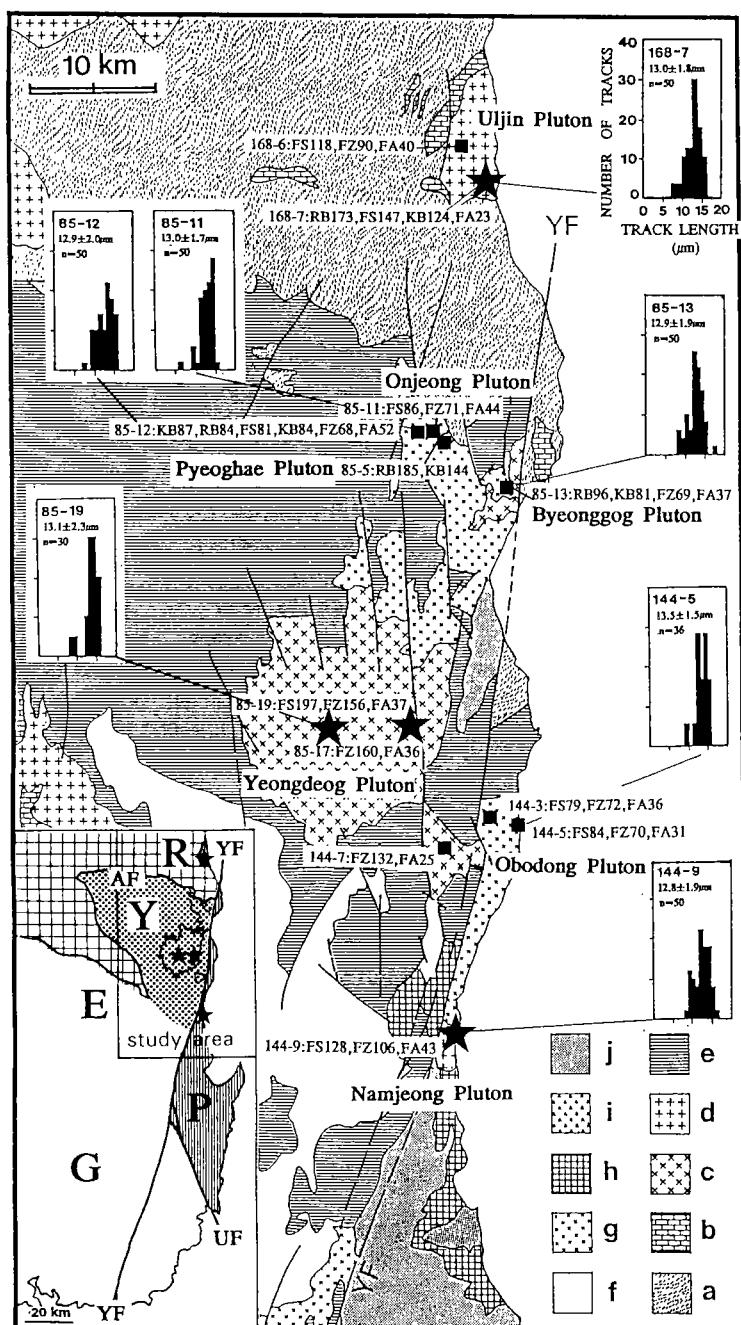 10 km
NUMBER OF TRACKS
40
30
20
10
0
168-7
13.0±1.8μm
n=50
0 5 10 15 20
TRACK LENGTH
(μm)
Uljin Pluton
168-6:FS118,FZ90,FA40
168-7:RB173,FS147,KB124,FA23
YF
85-12
12.9±2.0μm
n=50
85-11
13.0±1.7μm
n=50
85-13
12.9±1.9μm
n=50
Onjeong Pluton
85-11:FS86,FZ71,FA44
85-12:KB87,RB84,FS81,KB84,FZ68,FA52
Pyeoghae Pluton
85-5:RB185,KB144
85-13:RB96,KB81,FZ69,FA37
Byeonggog Pluton
85-19
13.1±2.3μm
n=30
144-5
13.5±1.5μm
n=36
85-19:FS197,FZ156,FA37
85-17:FZ160,FA36
Yeongdeog Pluton
144-3:FS79,FZ72,FA36
144-5:FS84,FZ70,FA31
144-7:FZ132,FA25
Obodong Pluton
144-9
12.8±1.9μm
n=50
144-9:FS128,FZ106,FA43
Namjeong Pluton
YF
R
YF
AF
Y
E
study area
P
G
UF
YF
20 km
j
e
i
d
h
c
g
b
f
a